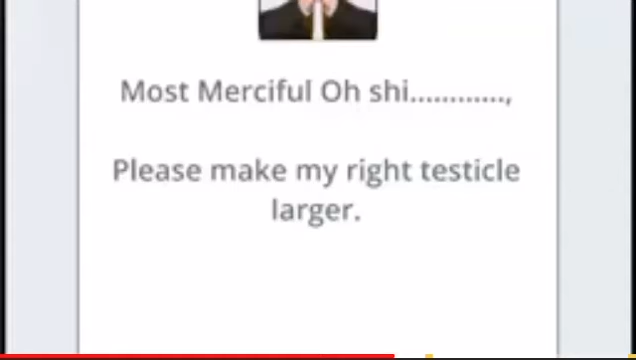 Most Merciful Oh shi............,
Please make my right testicle
larger.